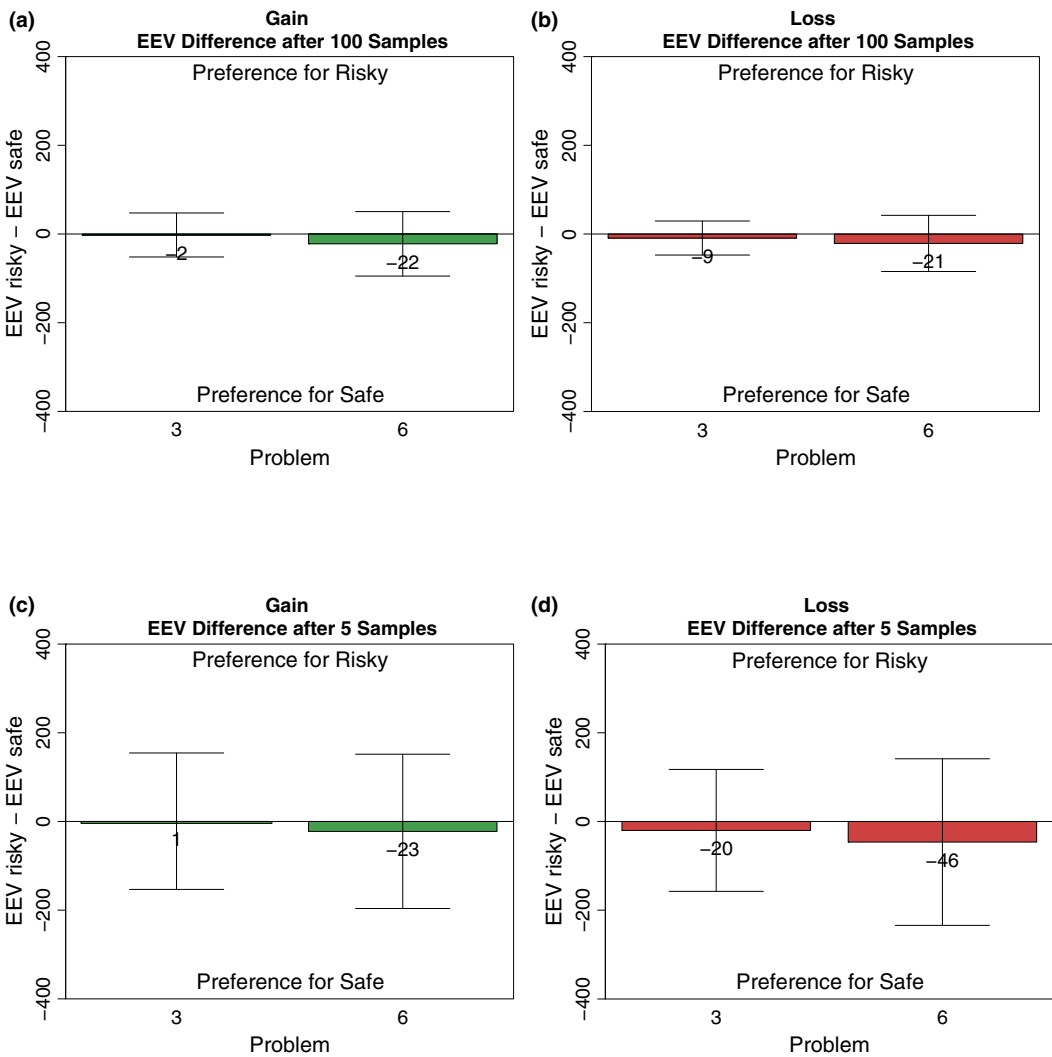 (a)
Gain
EEV Difference after 100 Samples
EEV risky − EEV safe
400
200
0
−200
−400
Preference for Risky
−2
−22
Preference for Safe
3
6
Problem
(b)
Loss
EEV Difference after 100 Samples
EEV risky − EEV safe
400
200
0
−200
−400
Preference for Risky
−9
−21
Preference for Safe
3
6
Problem
(c)
Gain
EEV Difference after 5 Samples
EEV risky − EEV safe
400
200
0
−200
−400
Preference for Risky
1
−23
Preference for Safe
3
6
Problem
(d)
Loss
EEV Difference after 5 Samples
EEV risky − EEV safe
400
200
0
−200
−400
Preference for Risky
−20
−46
Preference for Safe
3
6
Problem